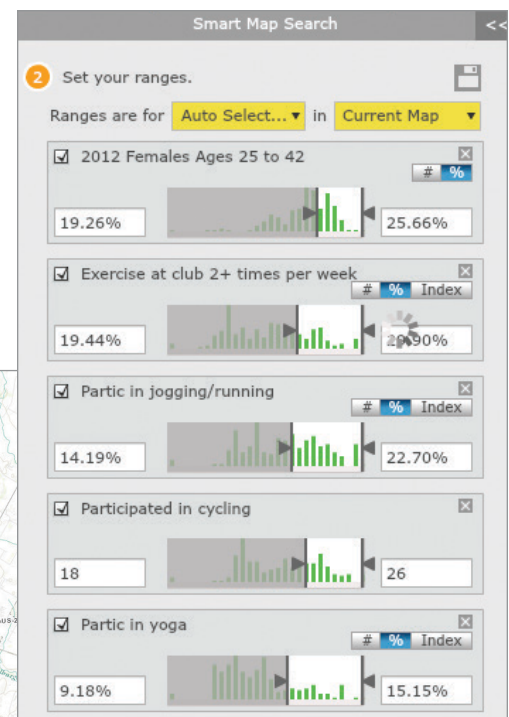 Smart Map Search <<
2 Set your ranges.
Ranges are for Auto Select... in Current Map
2012 Females Ages 25 to 42
# %
19.26% 25.66%
Exercise at club 2+ times per week
# % Index
19.44% 29.90%
Partic in jogging/running
# % Index
14.19% 22.70%
Participated in cycling
18 26
Partic in yoga
# % Index
9.18% 15.15%